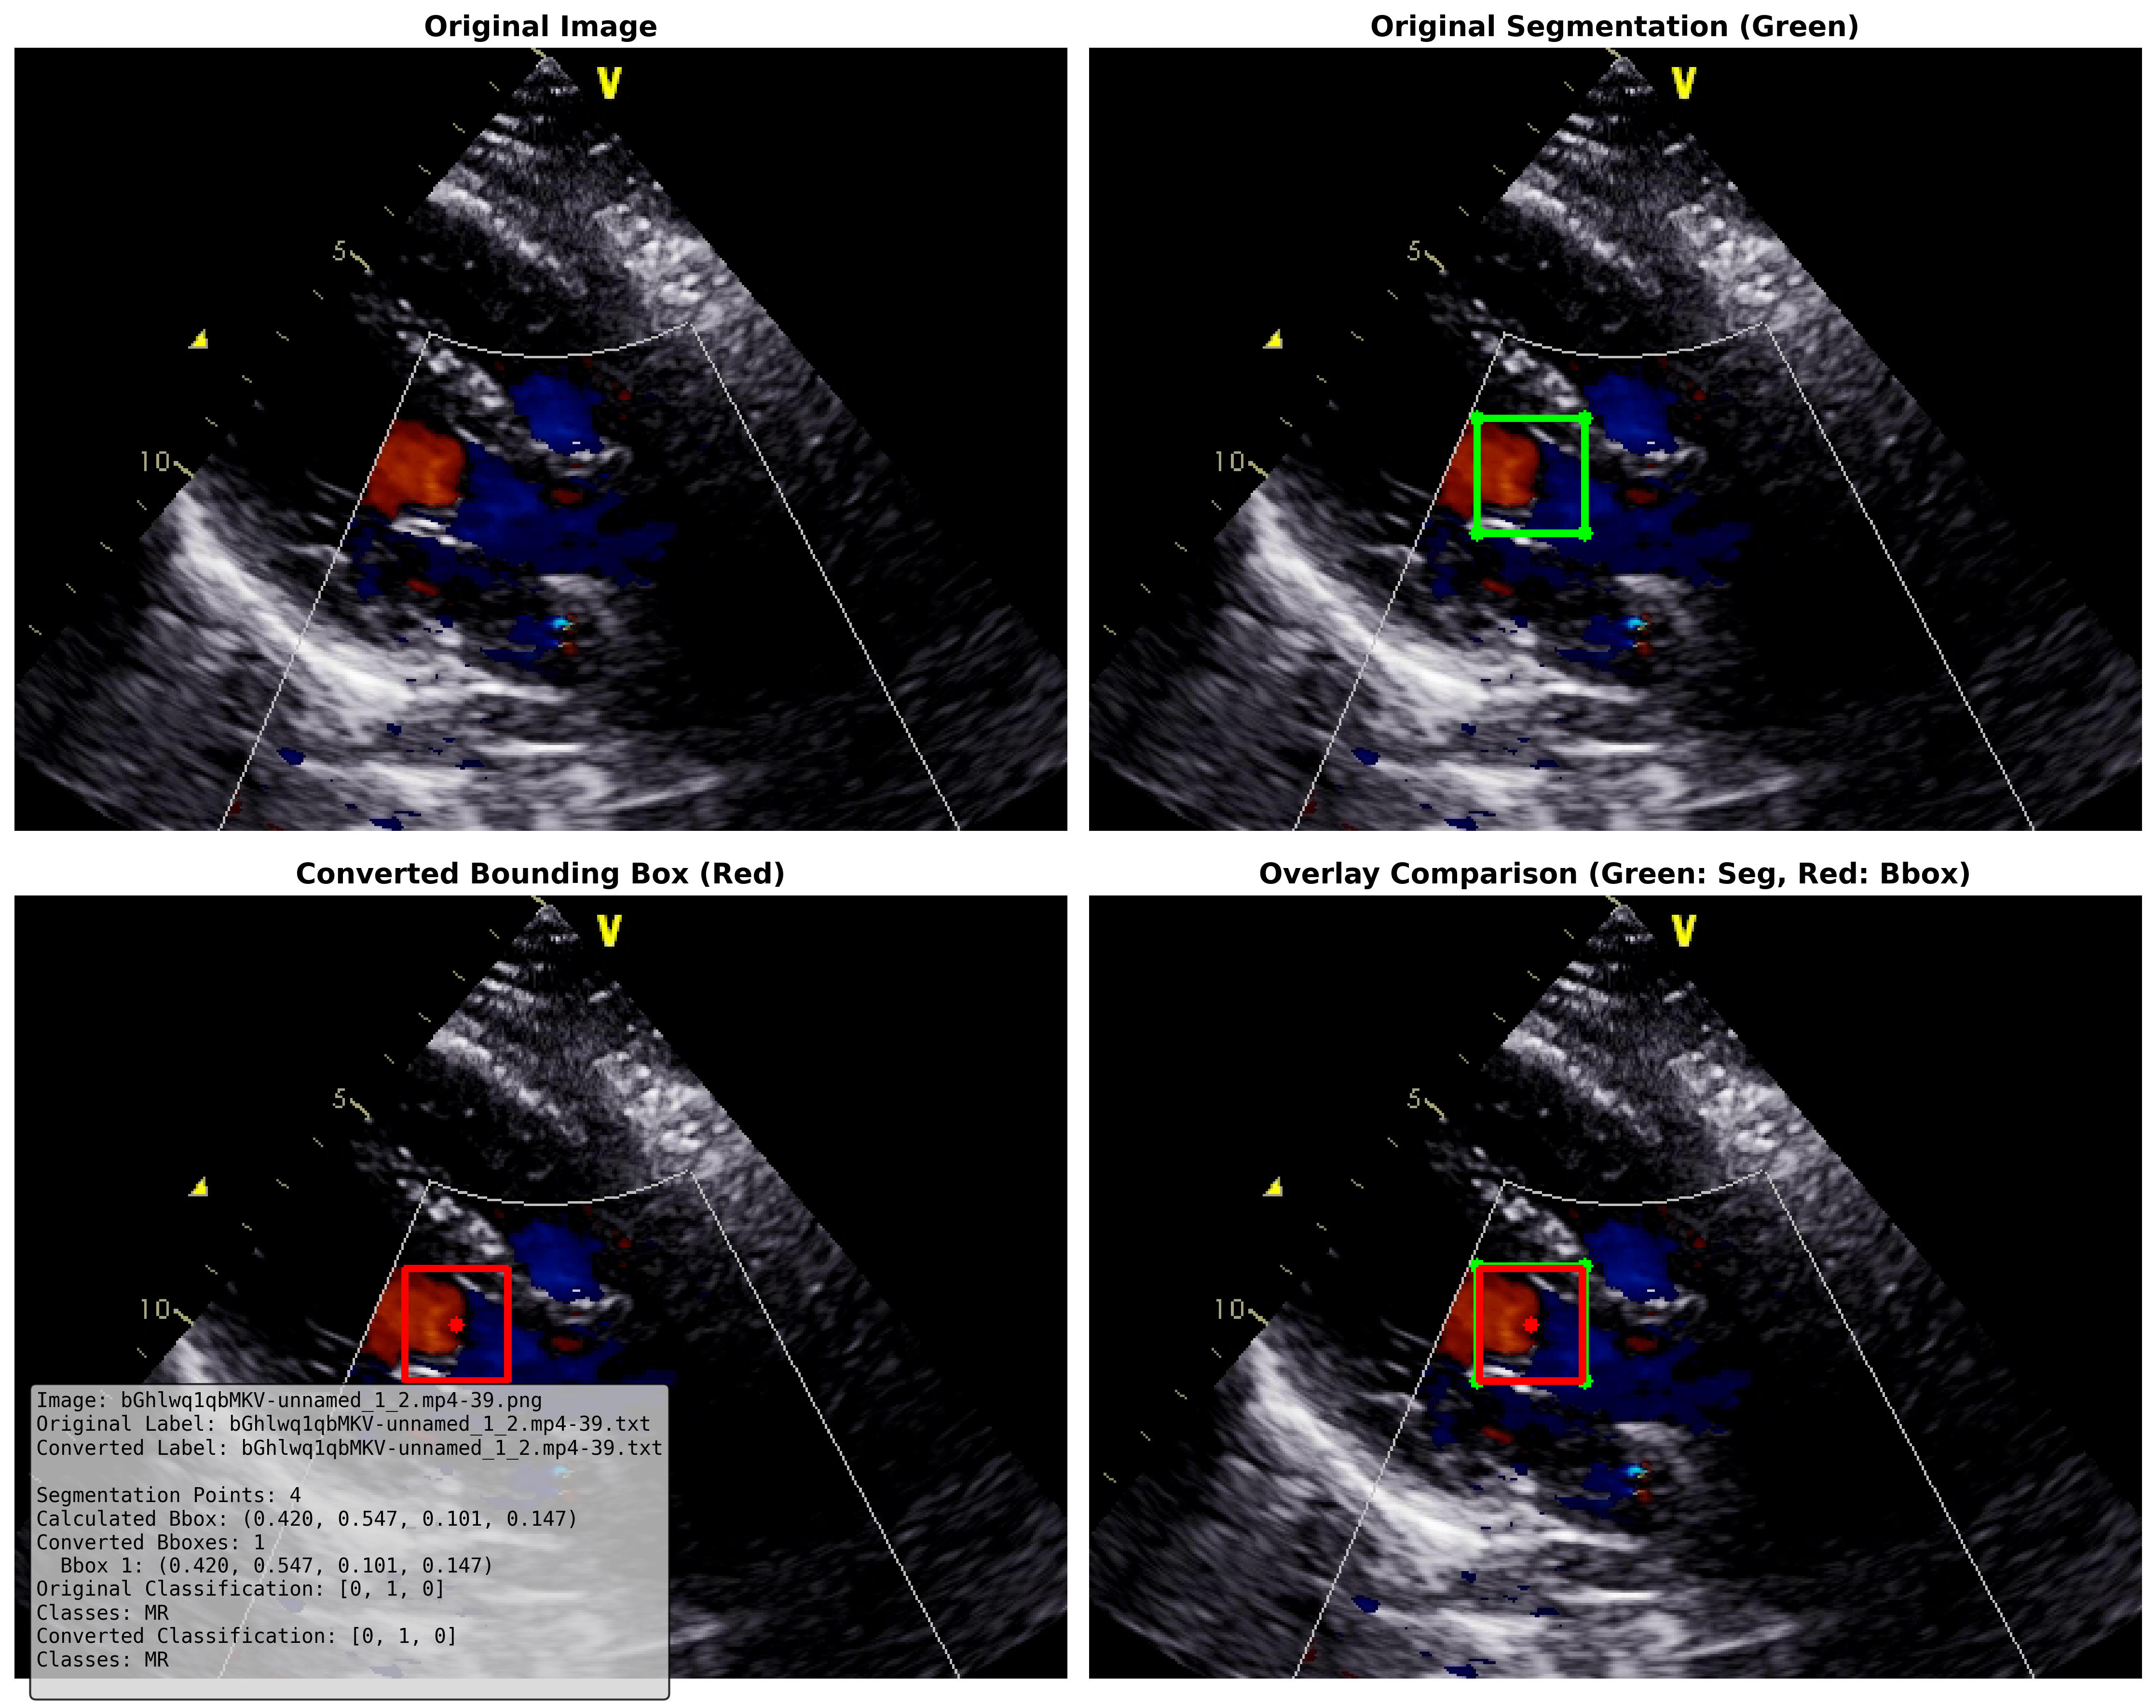 Original Image
Original Segmentation (Green)
V
5
10
V
5
10
Converted Bounding Box (Red)
Overlay Comparison (Green: Seg, Red: Bbox)
V
5
10
V
5
10
Image: bGhlwq1qbMKV-unnamed_1_2.mp4-39.png
Original Label: bGhlwq1qbMKV-unnamed_1_2.mp4-39.txt
Converted Label: bGhlwq1qbMKV-unnamed_1_2.mp4-39.txt
Segmentation Points: 4
Calculated Bbox: (0.420, 0.547, 0.101, 0.147)
Converted Bboxes: 1
Bbox 1: (0.420, 0.547, 0.101, 0.147)
Original Classification: [0, 1, 0]
Classes: MR
Converted Classification: [0, 1, 0]
Classes: MR